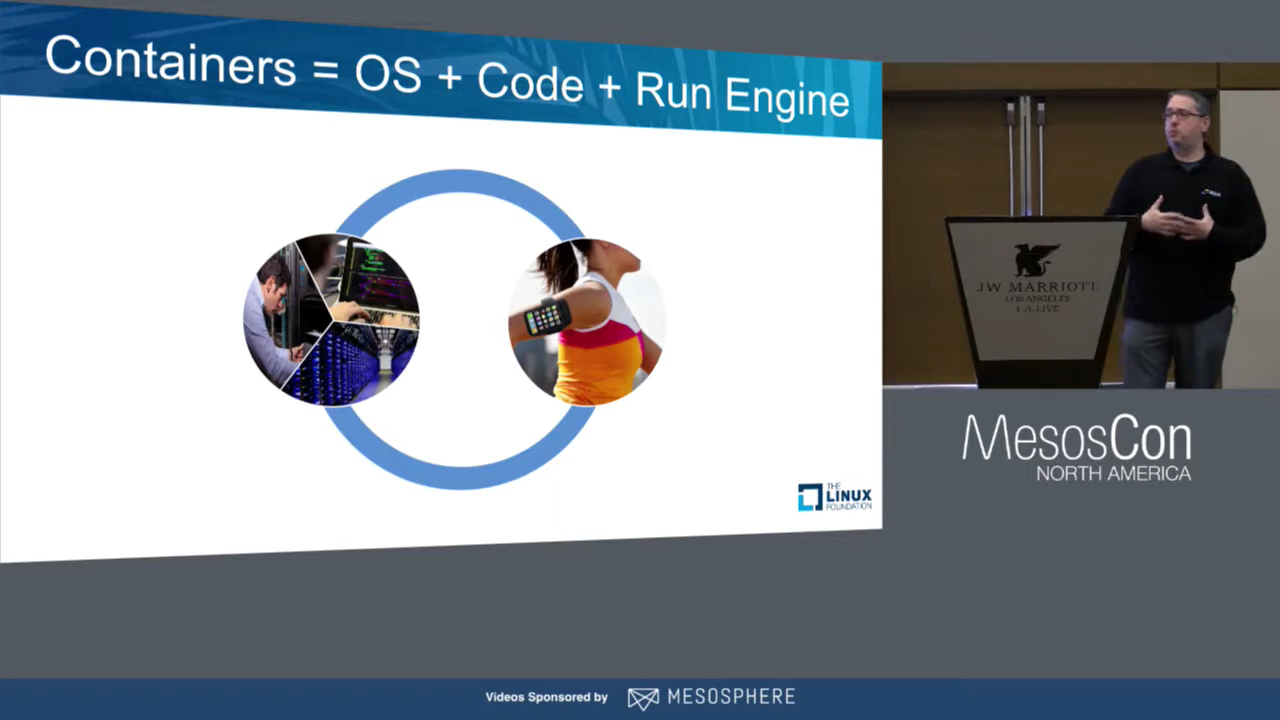 Containers = OS + Code + Run Engine
THE
LINUX
FOUNDATION
JW MARRIOTT
LOS ANGELES
L.A. LIVE
MesosCon
NORTH AMERICA
Videos Sponsored by MESOSPHERE